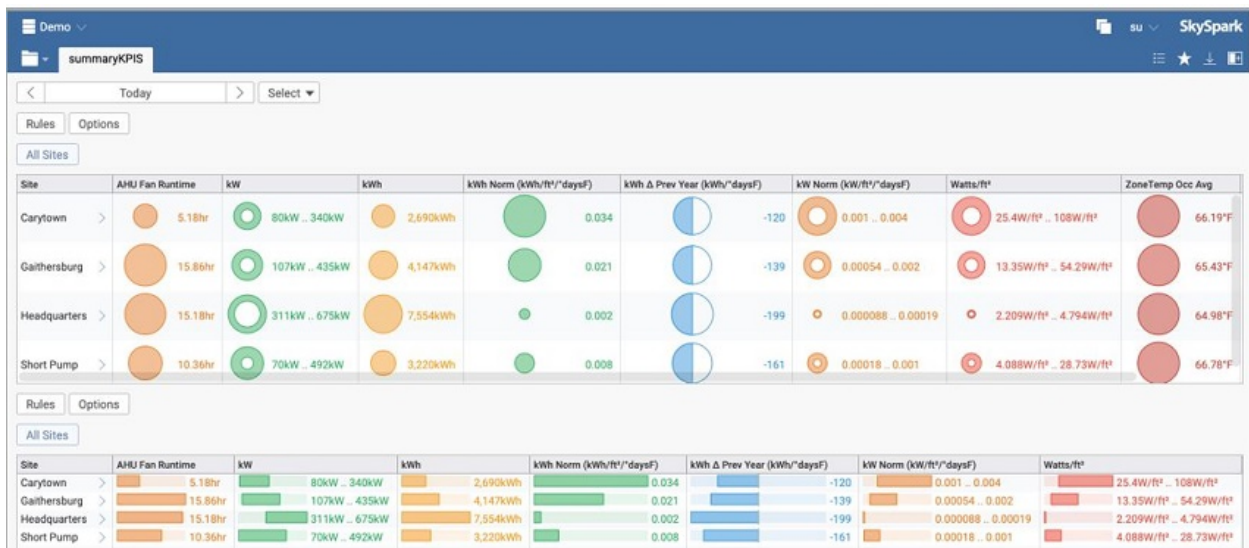 Demo su SkySpark
summaryKPIS
Today Select
Rules Options
All Sites
Site AHU Fan Runtime kW kWh kWh Norm (kWh/ft²/°daysF) kWh Δ Prev Year (kWh/°daysF) kW Norm (kW/ft²/°daysF) Watts/ft² ZoneTemp Occ Avg
Carytown 5.18hr 80kW .. 340kW 2,690kWh 0.034 -120 0.001 .. 0.004 25.4W/ft² .. 108W/ft² 66.19°F
Gaithersburg 15.86hr 107kW .. 435kW 4,147kWh 0.021 -139 0.00054 .. 0.002 13.35W/ft² .. 54.29W/ft² 65.43°F
Headquarters 15.18hr 311kW .. 675kW 7,554kWh 0.002 -199 0.000088 .. 0.00019 2.209W/ft² .. 4.794W/ft² 64.98°F
Short Pump 10.36hr 70kW .. 492kW 3,220kWh 0.008 -161 0.00018 .. 0.001 4.088W/ft² .. 28.73W/ft² 66.78°F
Rules Options
All Sites
Site AHU Fan Runtime kW kWh kWh Norm (kWh/ft²/°daysF) kWh Δ Prev Year (kWh/°daysF) kW Norm (kW/ft²/°daysF) Watts/ft²
Carytown 5.18hr 80kW .. 340kW 2,690kWh 0.034 -120 0.001 .. 0.004 25.4W/ft² .. 108W/ft²
Gaithersburg 15.86hr 107kW .. 435kW 4,147kWh 0.021 -139 0.00054 .. 0.002 13.35W/ft² .. 54.29W/ft²
Headquarters 15.18hr 311kW .. 675kW 7,554kWh 0.002 -199 0.000088 .. 0.00019 2.209W/ft² .. 4.794W/ft²
Short Pump 10.36hr 70kW .. 492kW 3,220kWh 0.008 -161 0.00018 .. 0.001 4.088W/ft² .. 28.73W/ft²